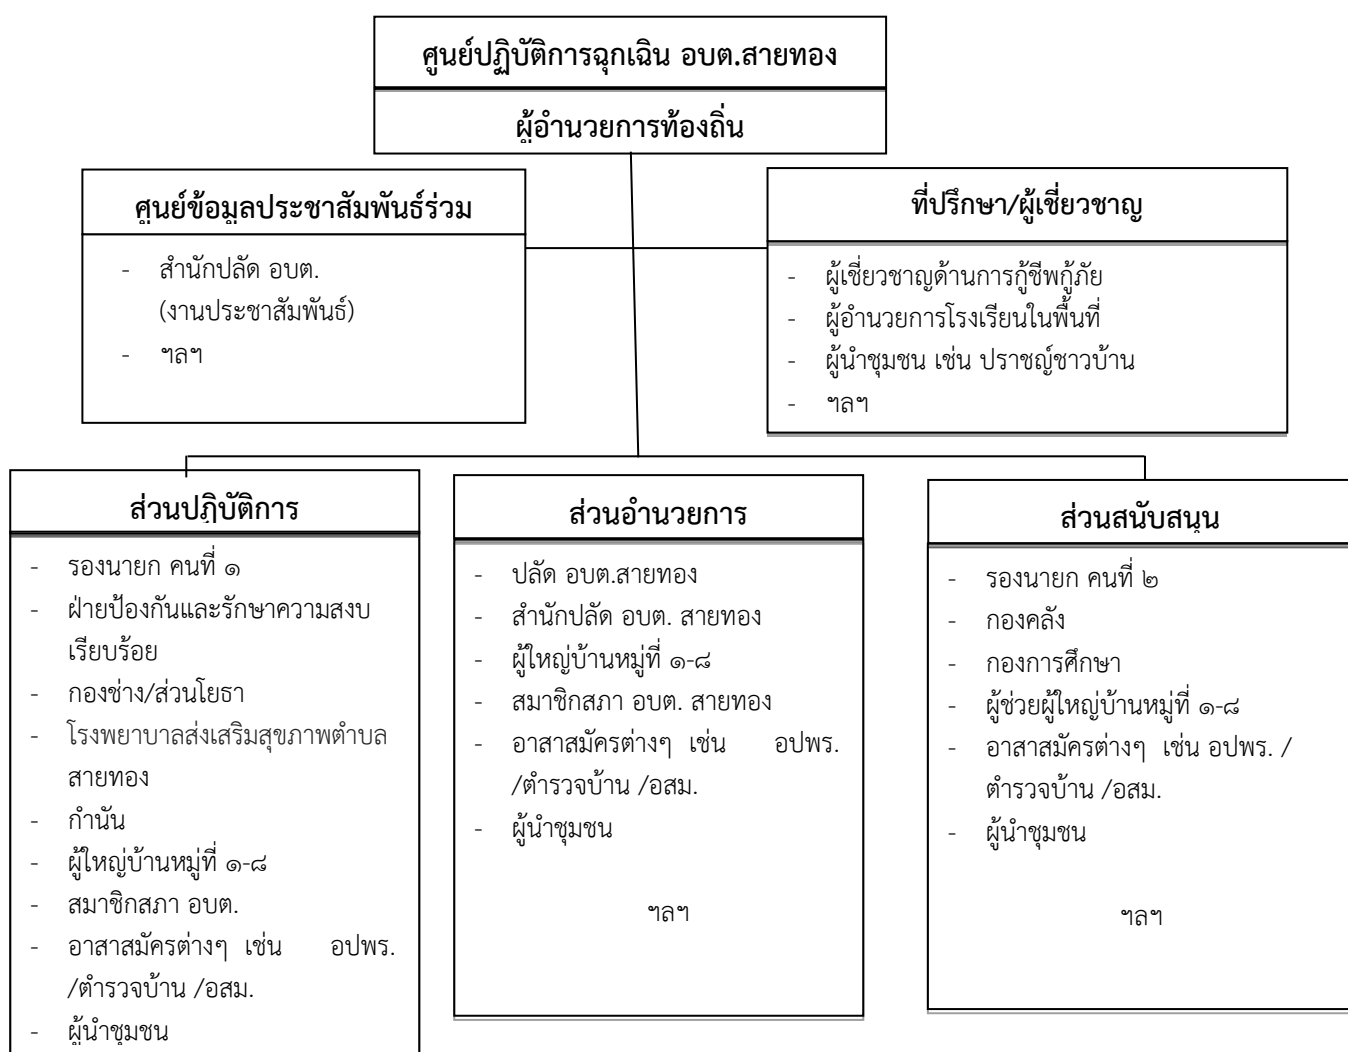 ศูนย์ปฏิบัติการฉุกเฉิน อบต.สายทอง
ผู้อำนวยการท้องถิ่น
ศูนย์ข้อมูลประชาสัมพันธ์ร่วม
- สำนักปลัด อบต.
(งานประชาสัมพันธ์)
- ฯลฯ
ที่ปรึกษา/ผู้เชี่ยวชาญ
- ผู้เชี่ยวชาญด้านการกู้ชีพกู้ภัย
- ผู้อำนวยการโรงเรียนในพื้นที่
- ผู้นำชุมชน เช่น ปราชญ์ชาวบ้าน
- ฯลฯ
ส่วนปฏิบัติการ
- รองนายก คนที่ ๑
- ฝ่ายป้องกันและรักษาความสงบ
เรียบร้อย
- กองช่าง/ส่วนโยธา
- โรงพยาบาลส่งเสริมสุขภาพตำบล
สายทอง
- กำนัน
- ผู้ใหญ่บ้านหมู่ที่ ๑-๘
- สมาชิกสภา อบต.
- อาสาสมัครต่างๆ เช่น อปพร.
/ตำรวจบ้าน /อสม.
- ผู้นำชุมชน
ส่วนอำนวยการ
- ปลัด อบต.สายทอง
- สำนักปลัด อบต. สายทอง
- ผู้ใหญ่บ้านหมู่ที่ ๑-๘
- สมาชิกสภา อบต. สายทอง
- อาสาสมัครต่างๆ เช่น อปพร.
/ตำรวจบ้าน /อสม.
- ผู้นำชุมชน
ฯลฯ
ส่วนสนับสนุน
- รองนายก คนที่ ๒
- กองคลัง
- กองการศึกษา
- ผู้ช่วยผู้ใหญ่บ้านหมู่ที่ ๑-๘
- อาสาสมัครต่างๆ เช่น อปพร. /
ตำรวจบ้าน /อสม.
- ผู้นำชุมชน
ฯลฯ